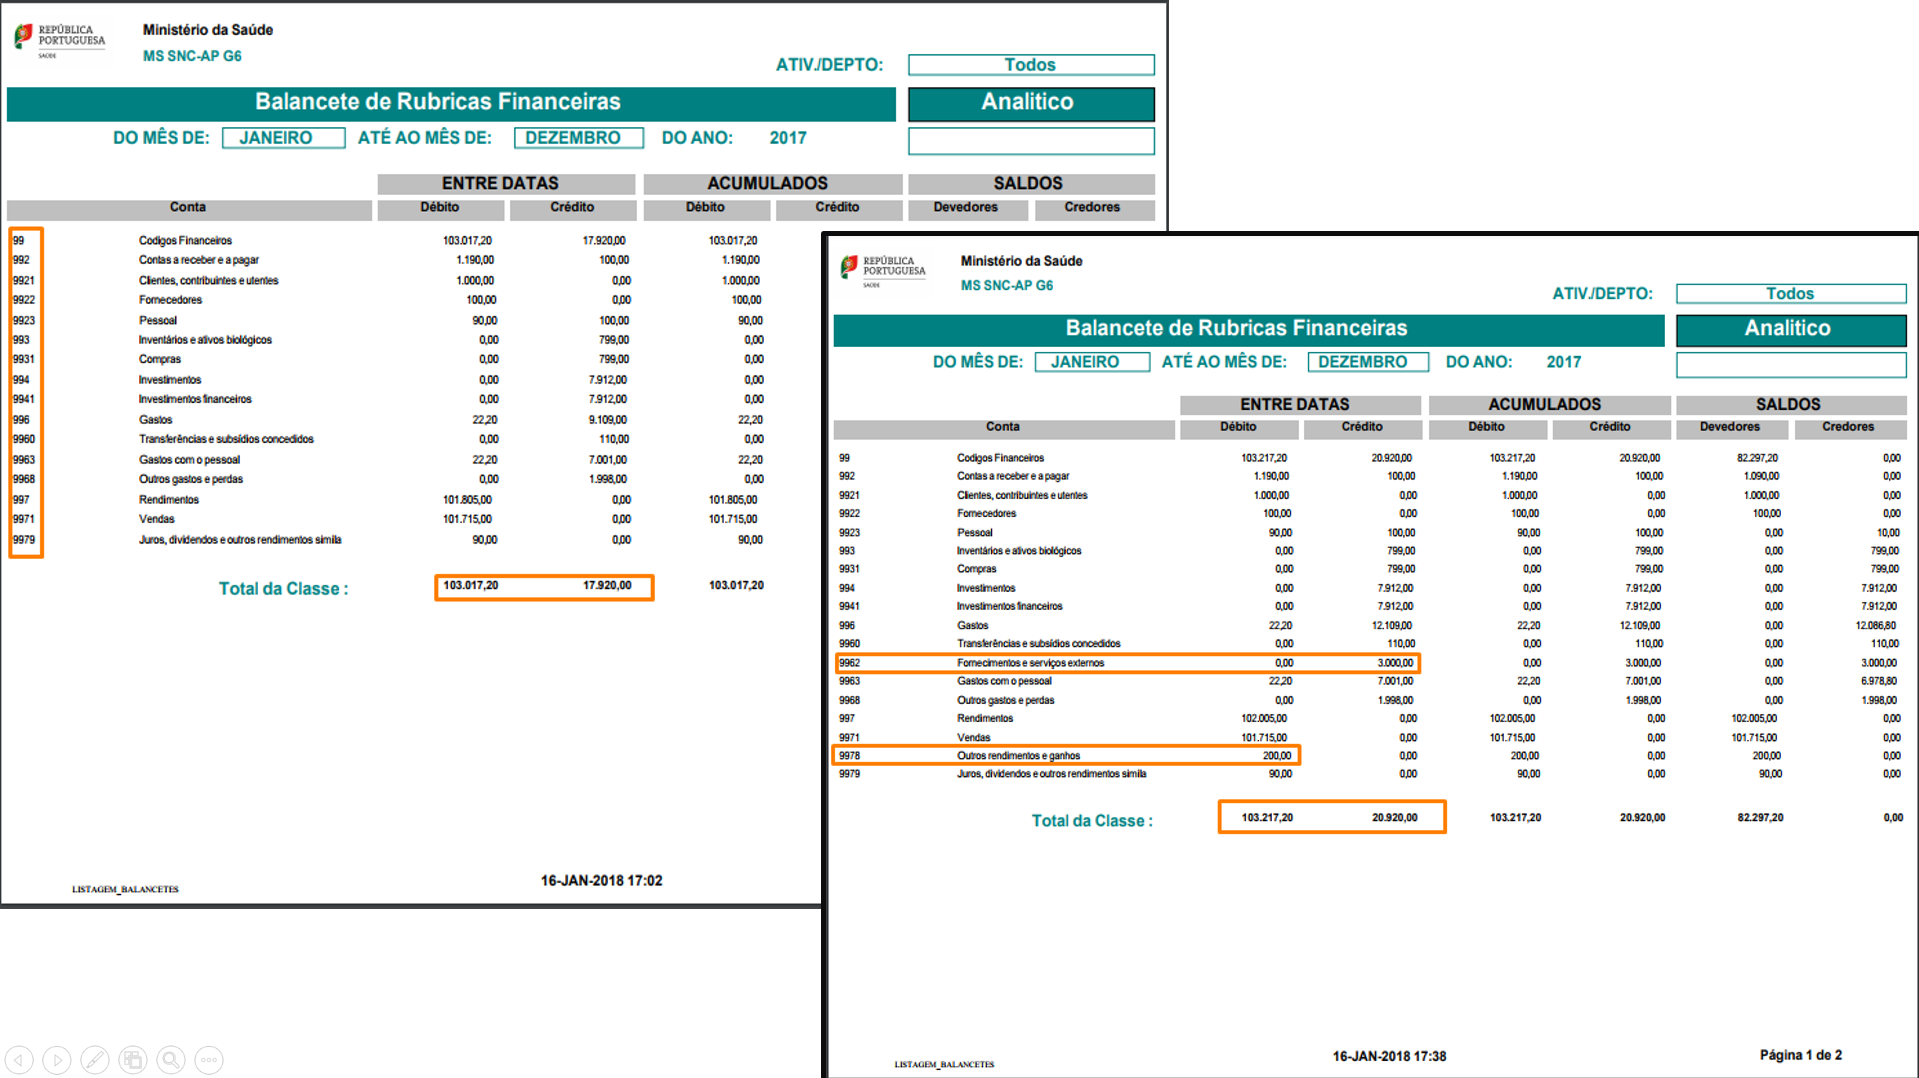 REPÚBLICA
PORTUGUESA
SAÚDE
Ministério da Saúde
MS SNC-AP G6
ATIV./DEPTO: Todos
Balancete de Rubricas Financeiras Analitico
DO MÊS DE: JANEIRO ATÉ AO MÊS DE: DEZEMBRO DO ANO: 2017
ENTRE DATAS ACUMULADOS SALDOS
Conta Débito Crédito Débito Crédito Devedores Credores
99 Codigos Financeiros 103.017,20 17.920,00 103.017,20
992 Contas a receber e a pagar 1.190,00 100,00 1.190,00
9921 Clientes, contribuintes e utentes 1.000,00 0,00 1.000,00
9922 Fornecedores 100,00 0,00 100,00
9923 Pessoal 90,00 100,00 90,00
993 Inventários e ativos biológicos 0,00 799,00 0,00
9931 Compras 0,00 799,00 0,00
994 Investimentos 0,00 7.912,00 0,00
9941 Investimentos financeiros 0,00 7.912,00 0,00
996 Gastos 22,20 9.109,00 22,20
9960 Transferências e subsídios concedidos 0,00 110,00 0,00
9963 Gastos com o pessoal 22,20 7.001,00 22,20
9968 Outros gastos e perdas 0,00 1.998,00 0,00
997 Rendimentos 101.805,00 0,00 101.805,00
9971 Vendas 101.715,00 0,00 101.715,00
9979 Juros, dividendos e outros rendimentos simila 90,00 0,00 90,00
Total da Classe : 103.017,20 17.920,00 103.017,20
LISTAGEM_BALANCETES 16-JAN-2018 17:02
REPÚBLICA
PORTUGUESA
SAÚDE
Ministério da Saúde
MS SNC-AP G6
ATIV./DEPTO: Todos
Balancete de Rubricas Financeiras Analitico
DO MÊS DE: JANEIRO ATÉ AO MÊS DE: DEZEMBRO DO ANO: 2017
ENTRE DATAS ACUMULADOS SALDOS
Conta Débito Crédito Débito Crédito Devedores Credores
99 Codigos Financeiros 103.217,20 20.920,00 103.217,20 20.920,00 82.297,20 0,00
992 Contas a receber e a pagar 1.190,00 100,00 1.190,00 100,00 1.090,00 0,00
9921 Clientes, contribuintes e utentes 1.000,00 0,00 1.000,00 0,00 1.000,00 0,00
9922 Fornecedores 100,00 0,00 100,00 0,00 100,00 0,00
9923 Pessoal 90,00 100,00 90,00 100,00 0,00 10,00
993 Inventários e ativos biológicos 0,00 799,00 0,00 799,00 0,00 799,00
9931 Compras 0,00 799,00 0,00 799,00 0,00 799,00
994 Investimentos 0,00 7.912,00 0,00 7.912,00 0,00 7.912,00
9941 Investimentos financeiros 0,00 7.912,00 0,00 7.912,00 0,00 7.912,00
996 Gastos 22,20 12.109,00 22,20 12.109,00 0,00 12.086,80
9960 Transferências e subsídios concedidos 0,00 110,00 0,00 110,00 0,00 110,00
9962 Fornecimentos e serviços externos 0,00 3.000,00 0,00 3.000,00 0,00 3.000,00
9963 Gastos com o pessoal 22,20 7.001,00 22,20 7.001,00 0,00 6.978,80
9968 Outros gastos e perdas 0,00 1.998,00 0,00 1.998,00 0,00 1.998,00
997 Rendimentos 102.005,00 0,00 102.005,00 0,00 102.005,00 0,00
9971 Vendas 101.715,00 0,00 101.715,00 0,00 101.715,00 0,00
9978 Outros rendimentos e ganhos 200,00 0,00 200,00 0,00 200,00 0,00
9979 Juros, dividendos e outros rendimentos simila 90,00 0,00 90,00 0,00 90,00 0,00
Total da Classe : 103.217,20 20.920,00 103.217,20 20.920,00 82.297,20 0,00
LISTAGEM_BALANCETES 16-JAN-2018 17:38 Página 1 de 2